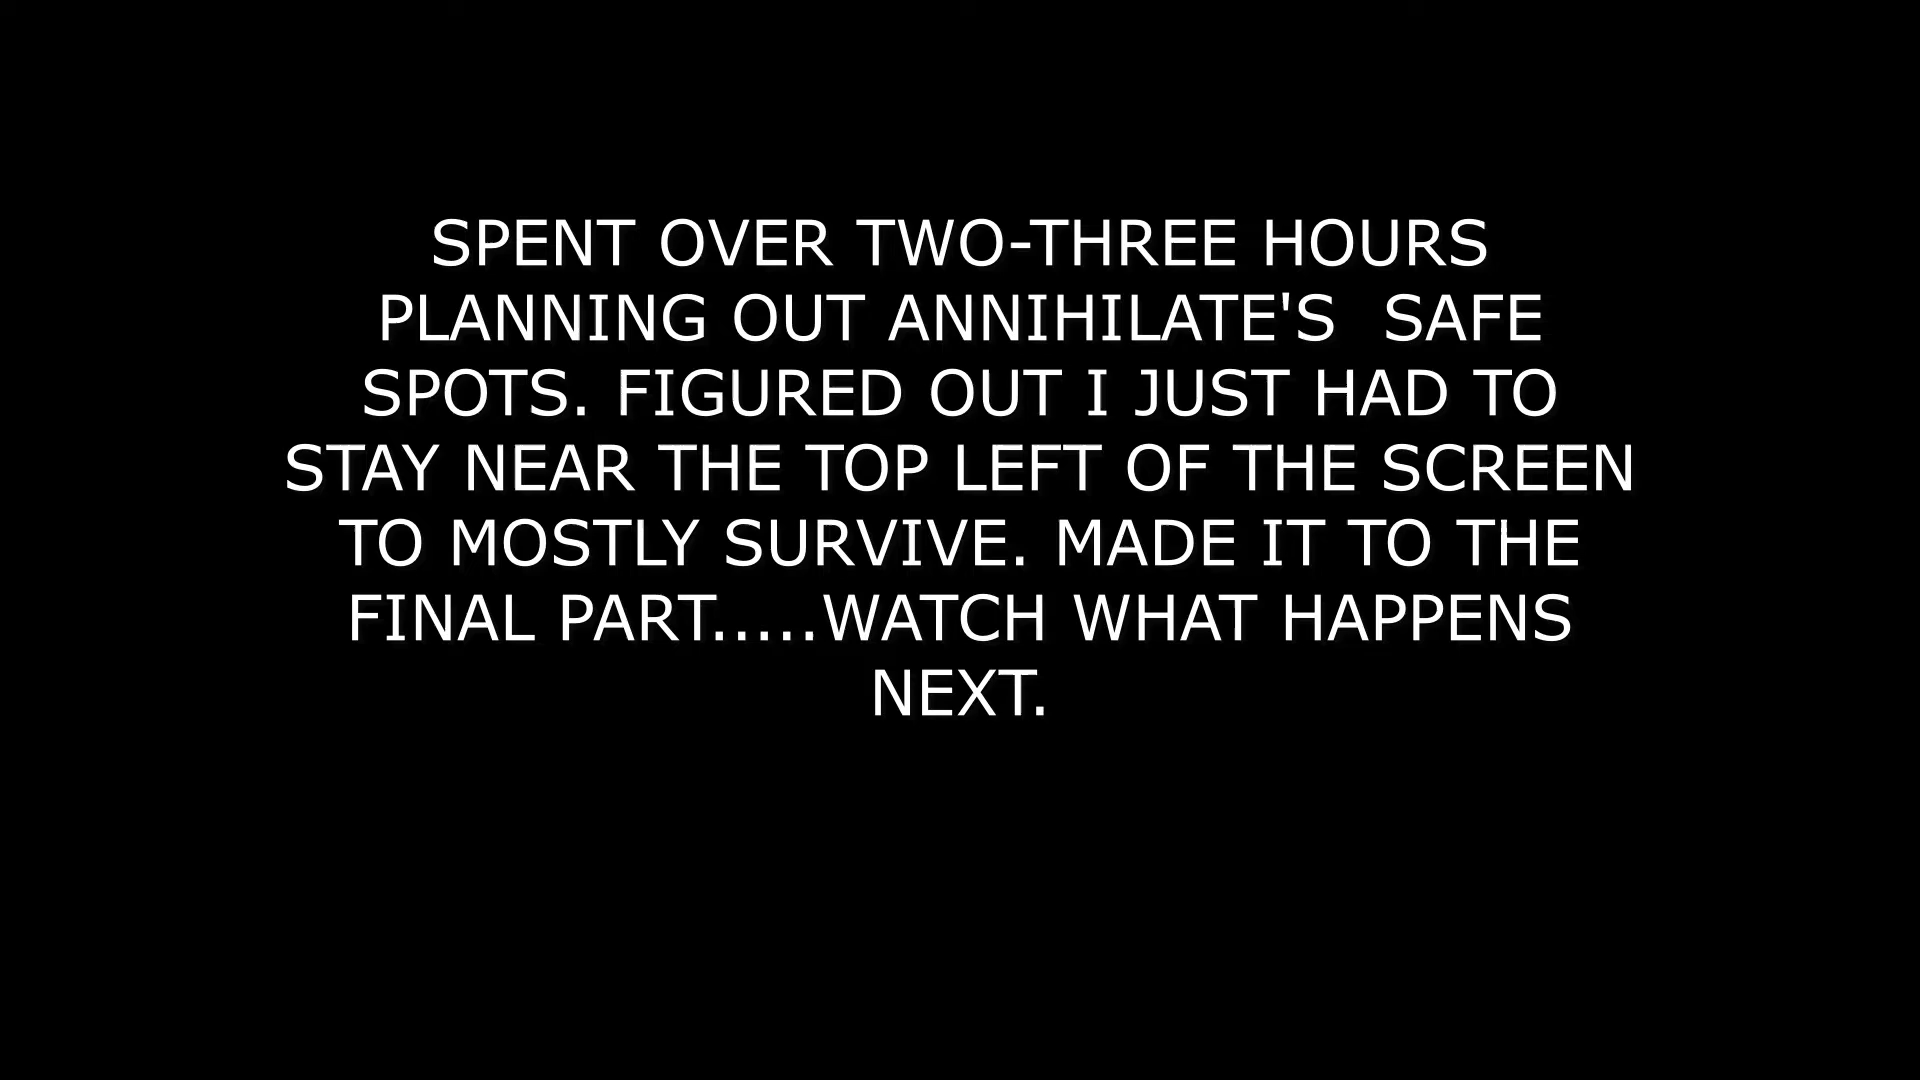 SPENT OVER TWO-THREE HOURS
PLANNING OUT ANNIHILATE'S  SAFE
SPOTS. FIGURED OUT I JUST HAD TO
STAY NEAR THE TOP LEFT OF THE SCREEN
TO MOSTLY SURVIVE. MADE IT TO THE
FINAL PART.....WATCH WHAT HAPPENS
NEXT.